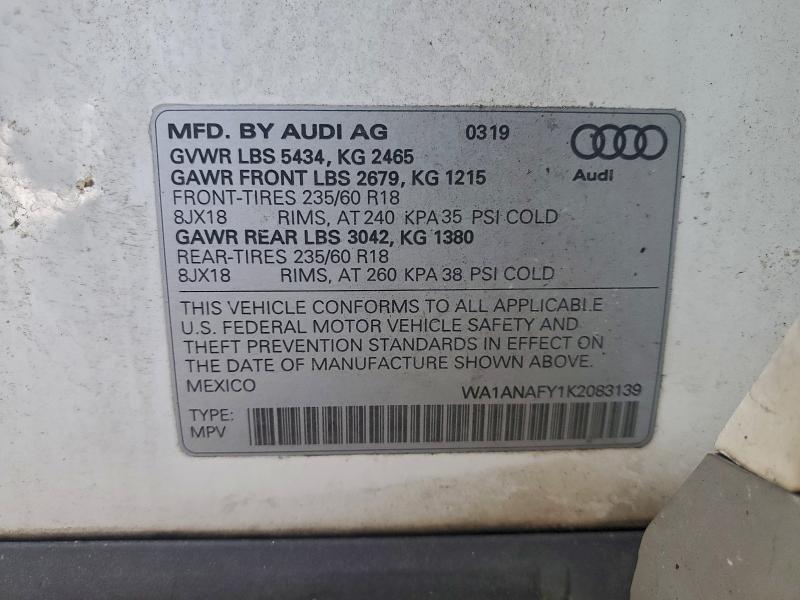 MFD. BY AUDI AG 0319
GVWR LBS 5434, KG 2465
GAWR FRONT LBS 2679, KG 1215
Audi
FRONT-TIRES 235/60 R18
8JX18 RIMS, AT 240 KPA 35 PSI COLD
GAWR REAR LBS 3042, KG 1380
REAR-TIRES 235/60 R18
8JX18 RIMS, AT 260 KPA 38 PSI COLD
THIS VEHICLE CONFORMS TO ALL APPLICABLE
U.S. FEDERAL MOTOR VEHICLE SAFETY AND
THEFT PREVENTION STANDARDS IN EFFECT ON
THE DATE OF MANUFACTURE SHOWN ABOVE.
MEXICO WA1ANAFY1K2083139
TYPE:
MPV